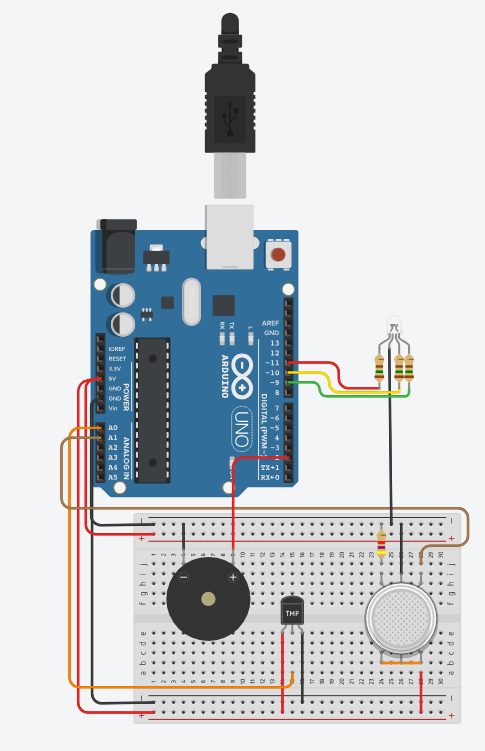 AREF
GND
13
12
~11
~10
~9
8
7
~6
~5
4
~3
2
TX→1
RX←0
DIGITAL (PWM~)
L
TX
RX
ARDUINO
UNO
IOREF
RESET
3.3V
5V
GND
GND
Vin
POWER
A0
A1
A2
A3
A4
A5
ANALOG IN
TMP
a b c d e
f g h i j